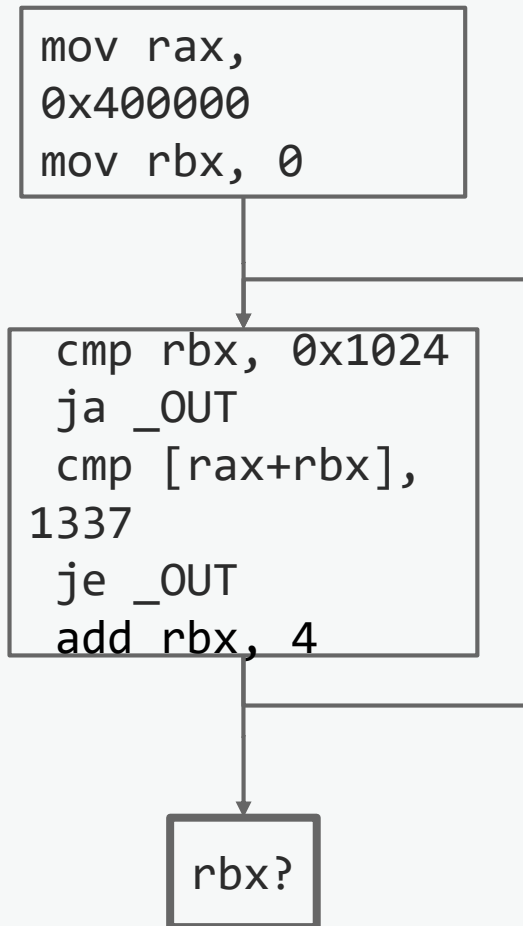 mov rax,
0x400000
mov rbx, 0
cmp rbx, 0x1024
ja _OUT
cmp [rax+rbx],
1337
je _OUT
add rbx, 4
rbx?